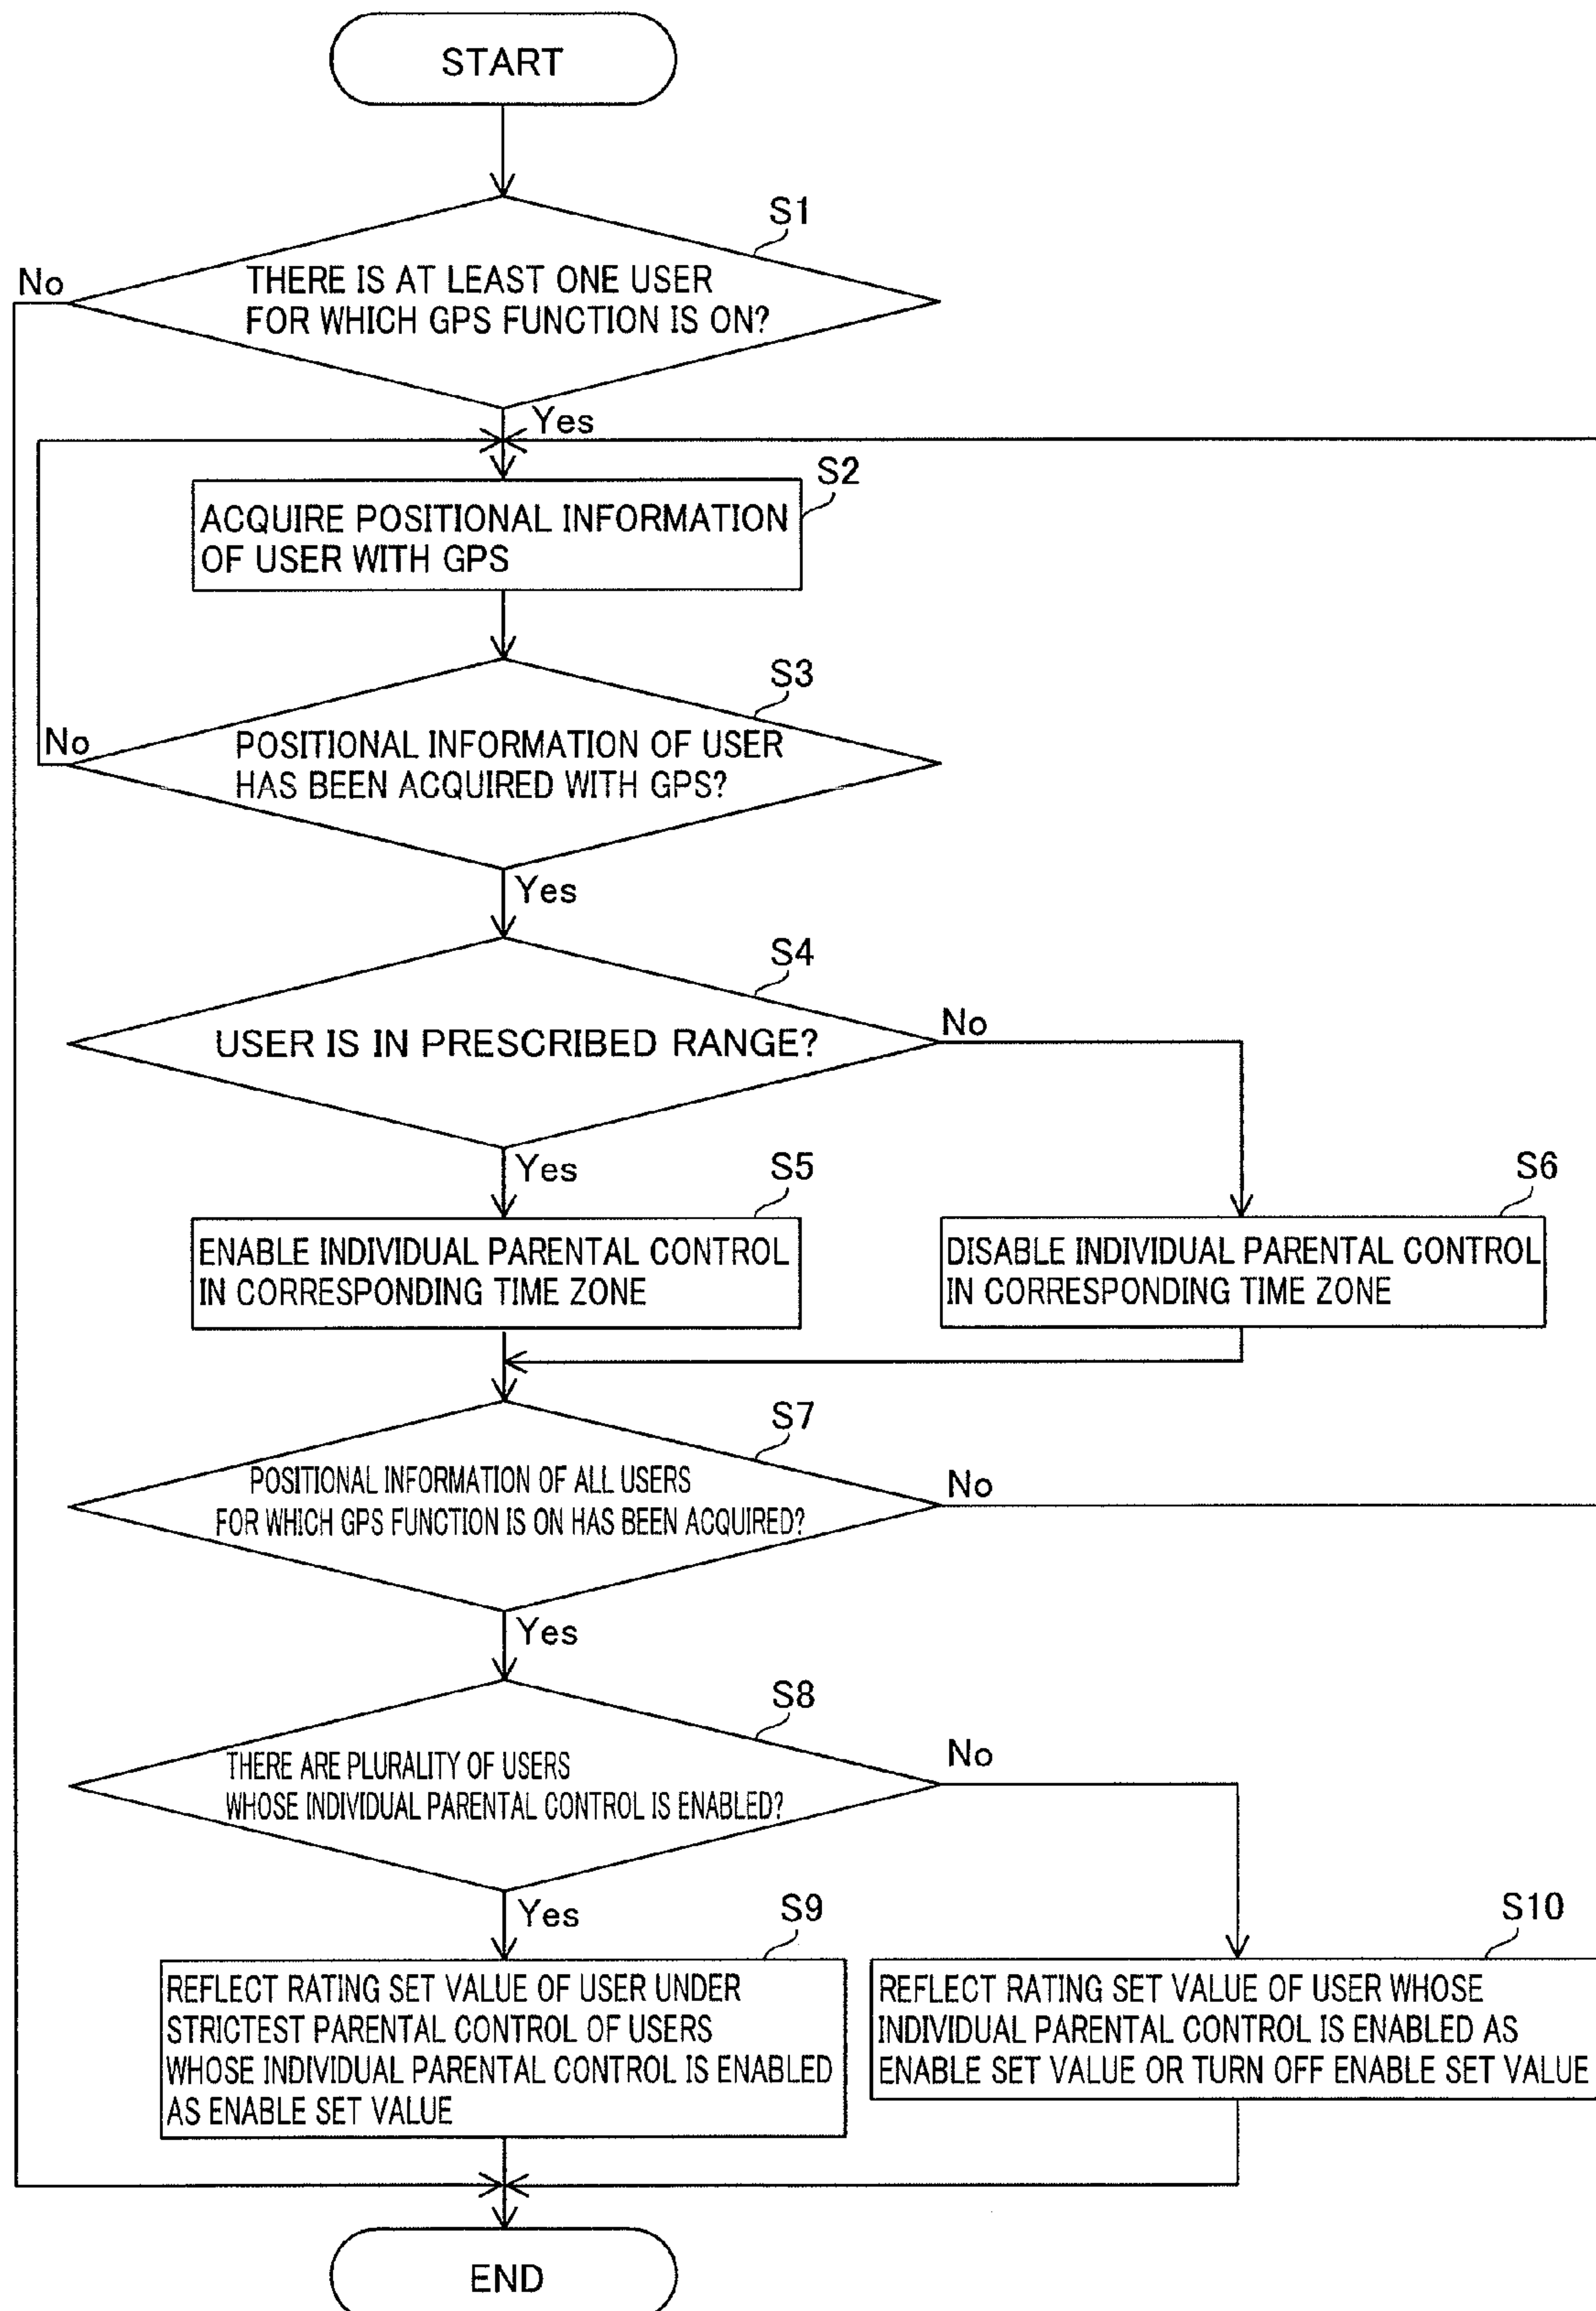 START
S1
No
THERE IS AT LEAST ONE USER
FOR WHICH GPS FUNCTION IS ON?
Yes
S2
ACQUIRE POSITIONAL INFORMATION
OF USER WITH GPS
S3
No
POSITIONAL INFORMATION OF USER
HAS BEEN ACQUIRED WITH GPS?
Yes
S4
No
USER IS IN PRESCRIBED RANGE?
Yes
S5
S6
ENABLE INDIVIDUAL PARENTAL CONTROL
IN CORRESPONDING TIME ZONE
DISABLE INDIVIDUAL PARENTAL CONTROL
IN CORRESPONDING TIME ZONE
S7
POSITIONAL INFORMATION OF ALL USERS
FOR WHICH GPS FUNCTION IS ON HAS BEEN ACQUIRED?
No
Yes
S8
No
THERE ARE PLURALITY OF USERS
WHOSE INDIVIDUAL PARENTAL CONTROL IS ENABLED?
Yes
S9
S10
REFLECT RATING SET VALUE OF USER UNDER
STRICTEST PARENTAL CONTROL OF USERS
WHOSE INDIVIDUAL PARENTAL CONTROL IS ENABLED
AS ENABLE SET VALUE
REFLECT RATING SET VALUE OF USER WHOSE
INDIVIDUAL PARENTAL CONTROL IS ENABLED AS
ENABLE SET VALUE OR TURN OFF ENABLE SET VALUE
END